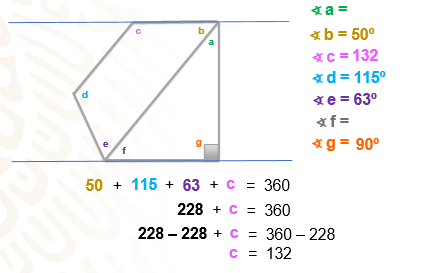 c
b
a
d
e
f
g
∢ a =
∢ b = 50º
∢ c = 132
∢ d = 115º
∢ e = 63º
∢ f =
∢ g = 90º
50 + 115 + 63 + c = 360
228 + c = 360
228 – 228 + c = 360 – 228
c = 132